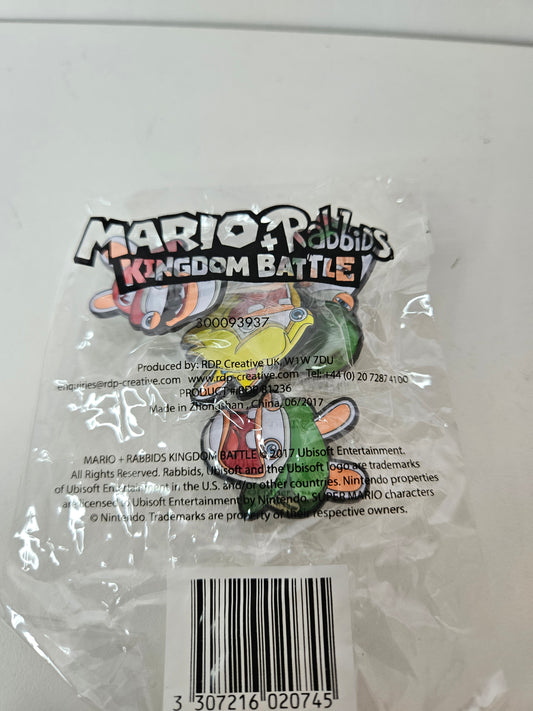 MARIO + Rabbids
KINGDOM BATTLE
300093937
Produced by: RDP Creative UK, W1W 7DU
enquiries@rdp-creative.com www.rdp-creative.com Tel: +44 (0) 20 7287 4100
PRODUCT # RDP 81236
Made in Zhongshan , China, 06/2017
MARIO + RABBIDS KINGDOM BATTLE © 2017 Ubisoft Entertainment.
All Rights Reserved. Rabbids, Ubisoft and the Ubisoft logo are trademarks
of Ubisoft Entertainment in the U.S. and/or other countries. Nintendo properties
are licensed to Ubisoft Entertainment by Nintendo. SUPER MARIO characters
© Nintendo. Trademarks are property of their respective owners.
3 307216 020745